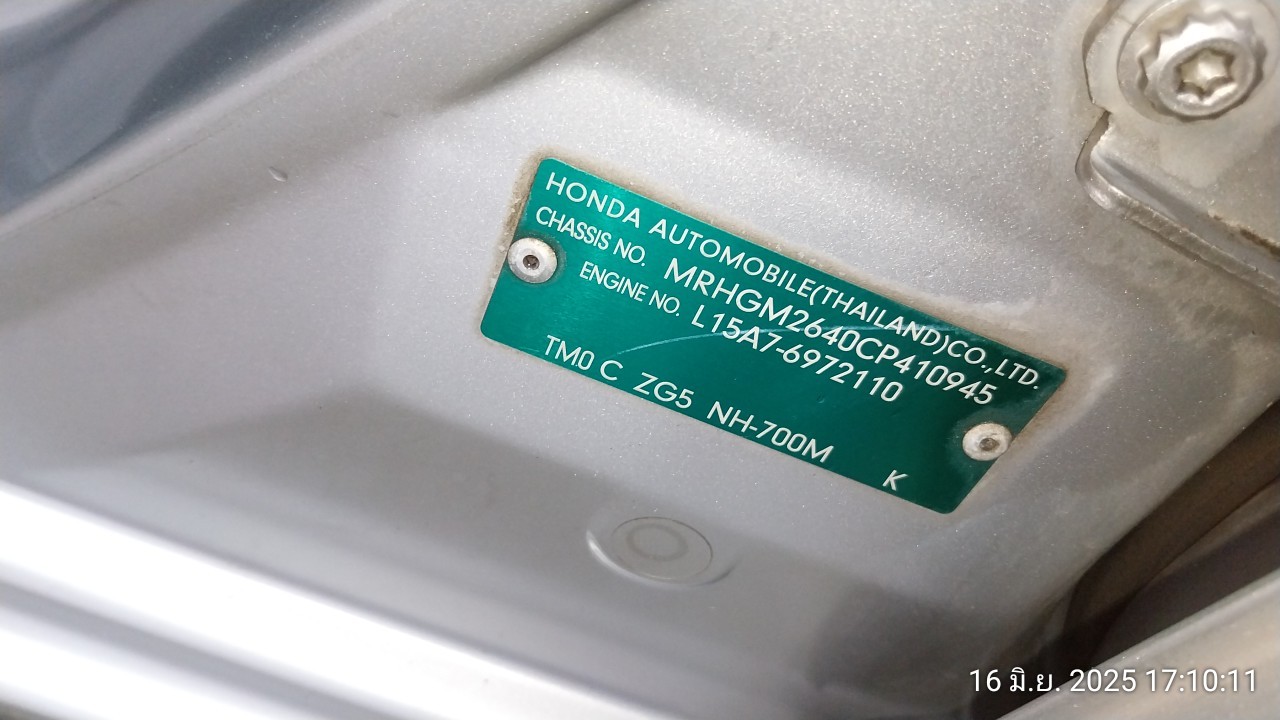 HONDA AUTOMOBILE(THAILAND)CO.,LTD.
CHASSIS NO. MRHGM2640CP410945
ENGINE NO. L15A7-6972110
TM0 C ZG5 NH-700M K
16 มิ.ย. 2025 17:10:11